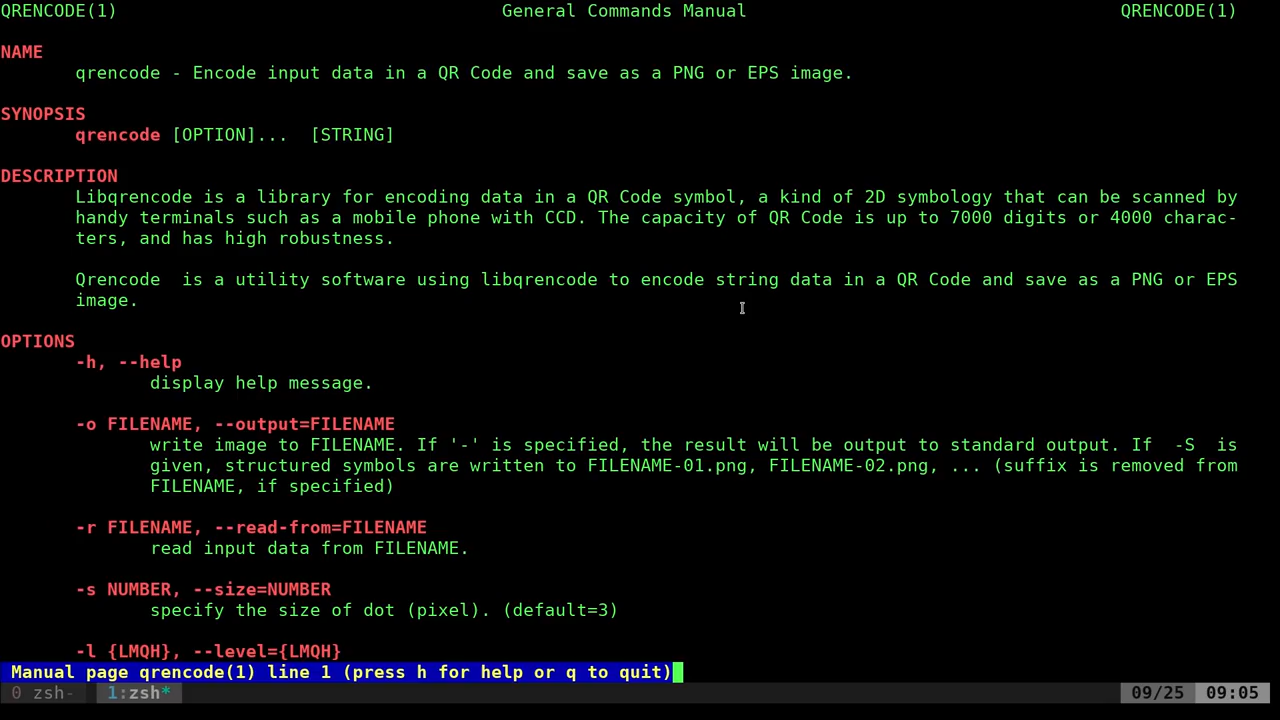 QRENCODE(1) General Commands Manual QRENCODE(1)
NAME
qrencode - Encode input data in a QR Code and save as a PNG or EPS image.
SYNOPSIS
qrencode [OPTION]...  [STRING]
DESCRIPTION
Libqrencode is a library for encoding data in a QR Code symbol, a kind of 2D symbology that can be scanned by
handy terminals such as a mobile phone with CCD. The capacity of QR Code is up to 7000 digits or 4000 charac-
ters, and has high robustness.
Qrencode  is a utility software using libqrencode to encode string data in a QR Code and save as a PNG or EPS
image.
OPTIONS
-h, --help
display help message.
-o FILENAME, --output=FILENAME
write image to FILENAME. If '-' is specified, the result will be output to standard output. If  -S  is
given, structured symbols are written to FILENAME-01.png, FILENAME-02.png, ... (suffix is removed from
FILENAME, if specified)
-r FILENAME, --read-from=FILENAME
read input data from FILENAME.
-s NUMBER, --size=NUMBER
specify the size of dot (pixel). (default=3)
-l {LMQH}, --level={LMQH}
Manual page qrencode(1) line 1 (press h for help or q to quit)
0 zsh- 1:zsh* 09/25 09:05